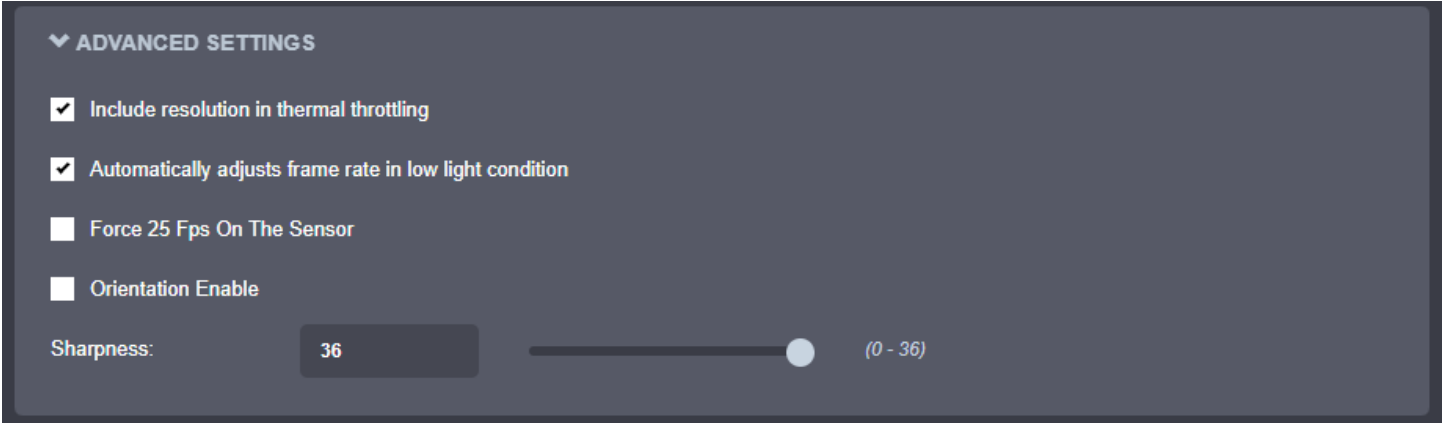 ADVANCED SETTINGS
Include resolution in thermal throttling
Automatically adjusts frame rate in low light condition
Force 25 Fps On The Sensor
Orientation Enable
Sharpness: 36 (0 - 36)